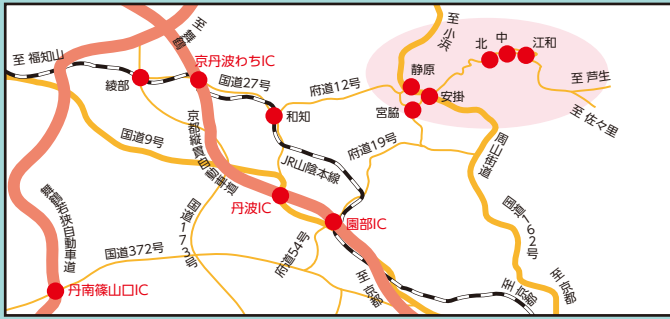 至 福知山
至 舞鶴
至 小浜
京丹波わちIC
綾部
国道27号
府道12号
静原
北
中
江和
至 芦生
安掛
宮脇
至 佐々里
和知
国道9号
京都縦貫自動車道
JR山陰本線
府道19号
周山街道
舞鶴若狭自動車道
丹波IC
園部IC
国道173号
国道162号
国道372号
府道54号
丹南篠山口IC
至 京都
至 京都
至 京都